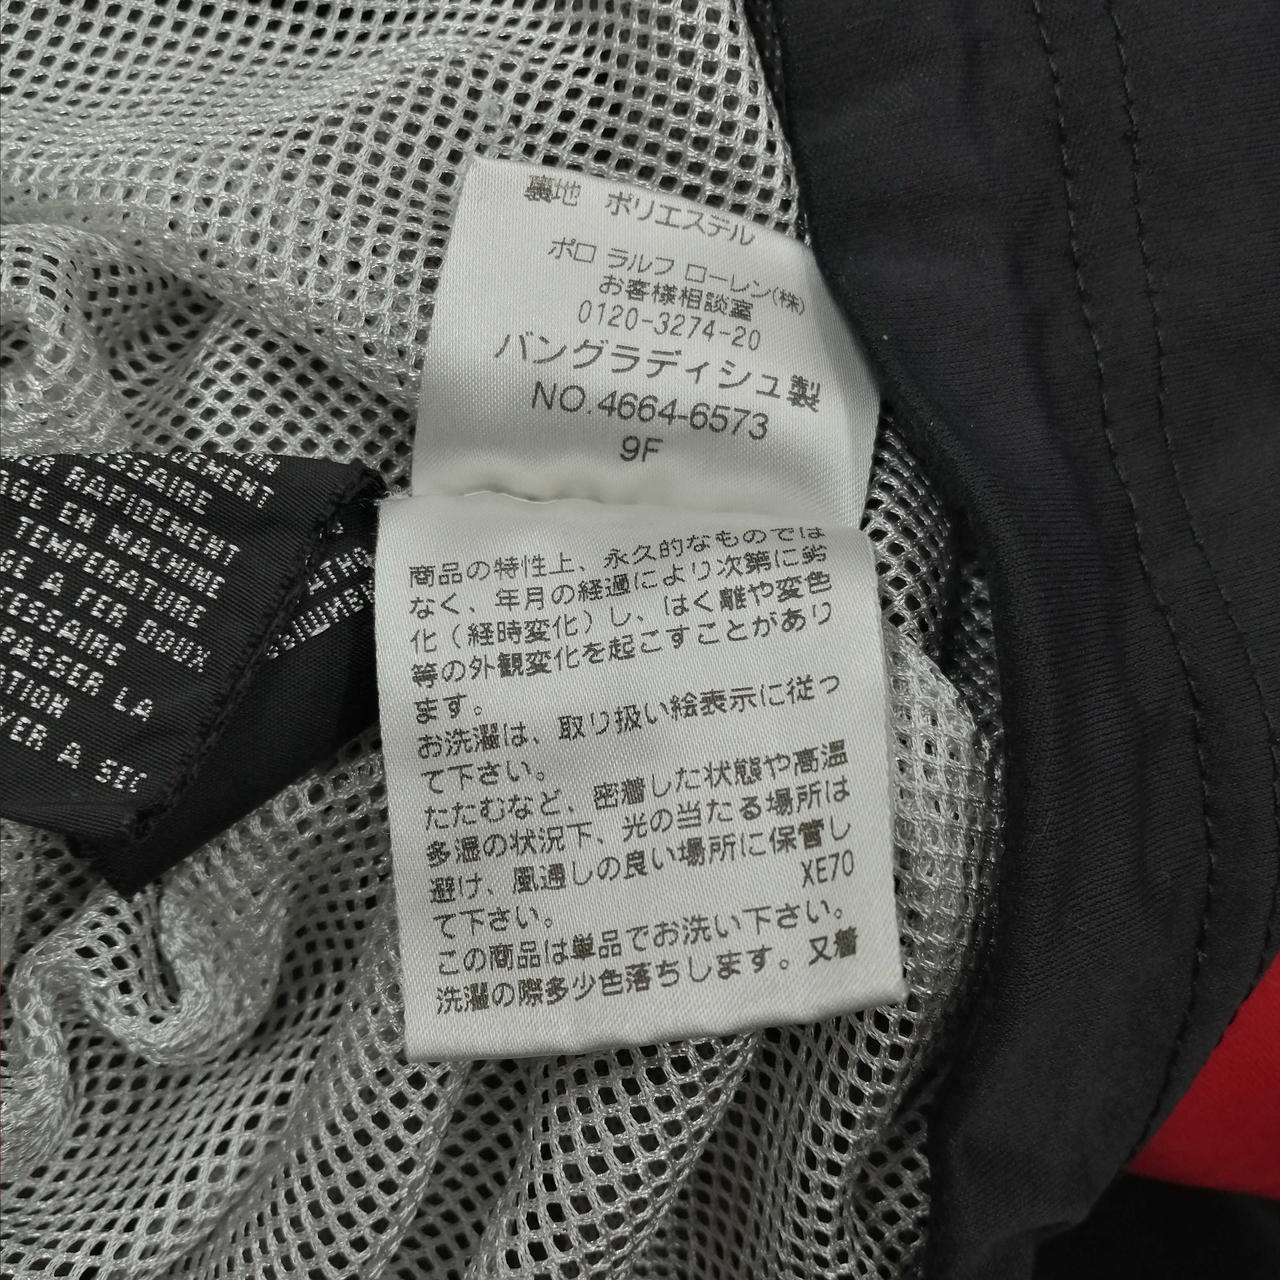 裏地 ポリエステル
ポロ ラルフ ローレン(株)
お客様相談室
0120-3274-20
バングラディシュ製
NO.4664-6573
9F
商品の特性上、永久的なものでは
なく、年月の経過により次第に劣
化(経時変化)し、はく離や変色
等の外観変化を起こすことがあり
ます。
お洗濯は、取り扱い絵表示に従っ
て下さい。
たたむなど、密着した状態や高温
多湿の状況下、光の当たる場所は
避け、風通しの良い場所に保管し
て下さい。
XE70
この商品は単品でお洗い下さい。
洗濯の際多少色落ちします。又着
RAPIDEMENT
EN MACHINE
TEMPERATURE
A FER DOUX
PASSER LA
A SEC